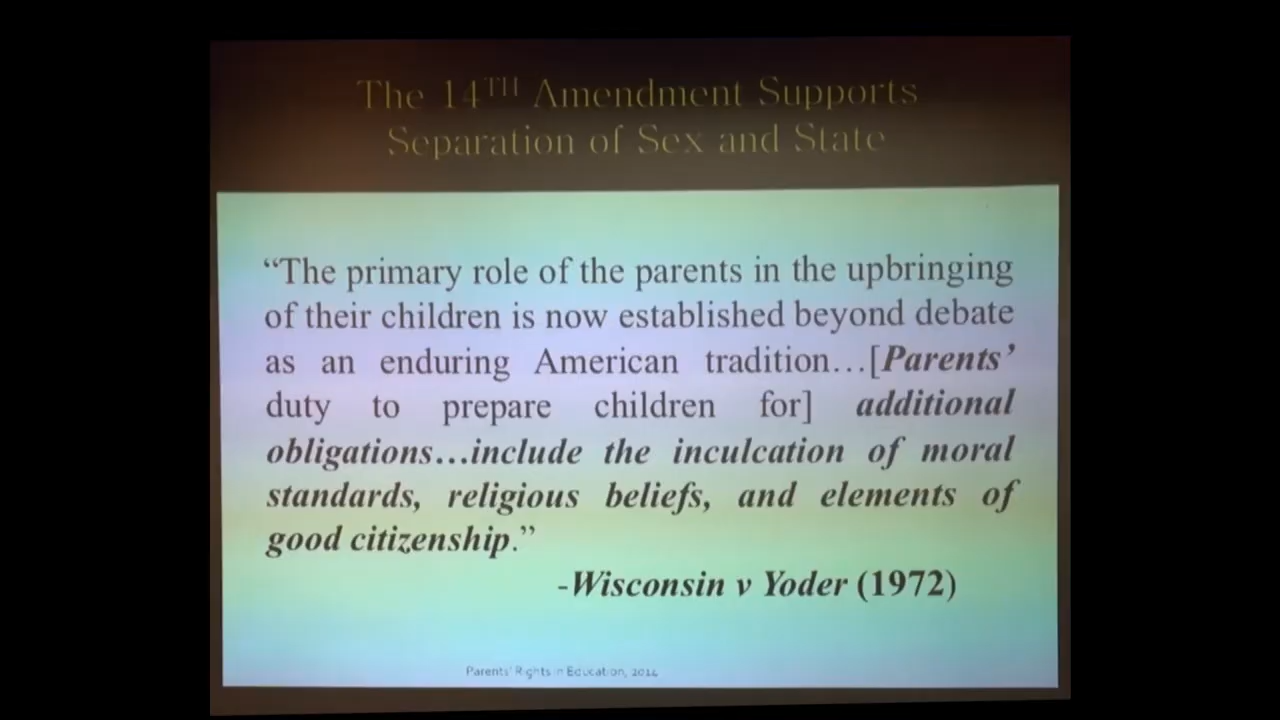 The 14TH Amendment Supports
Separation of Sex and State
“The primary role of the parents in the upbringing
of their children is now established beyond debate
as an enduring American tradition…[Parents’
duty to prepare children for] additional
obligations…include the inculcation of moral
standards, religious beliefs, and elements of
good citizenship.”
-Wisconsin v Yoder (1972)
Parents' Rights in Education,